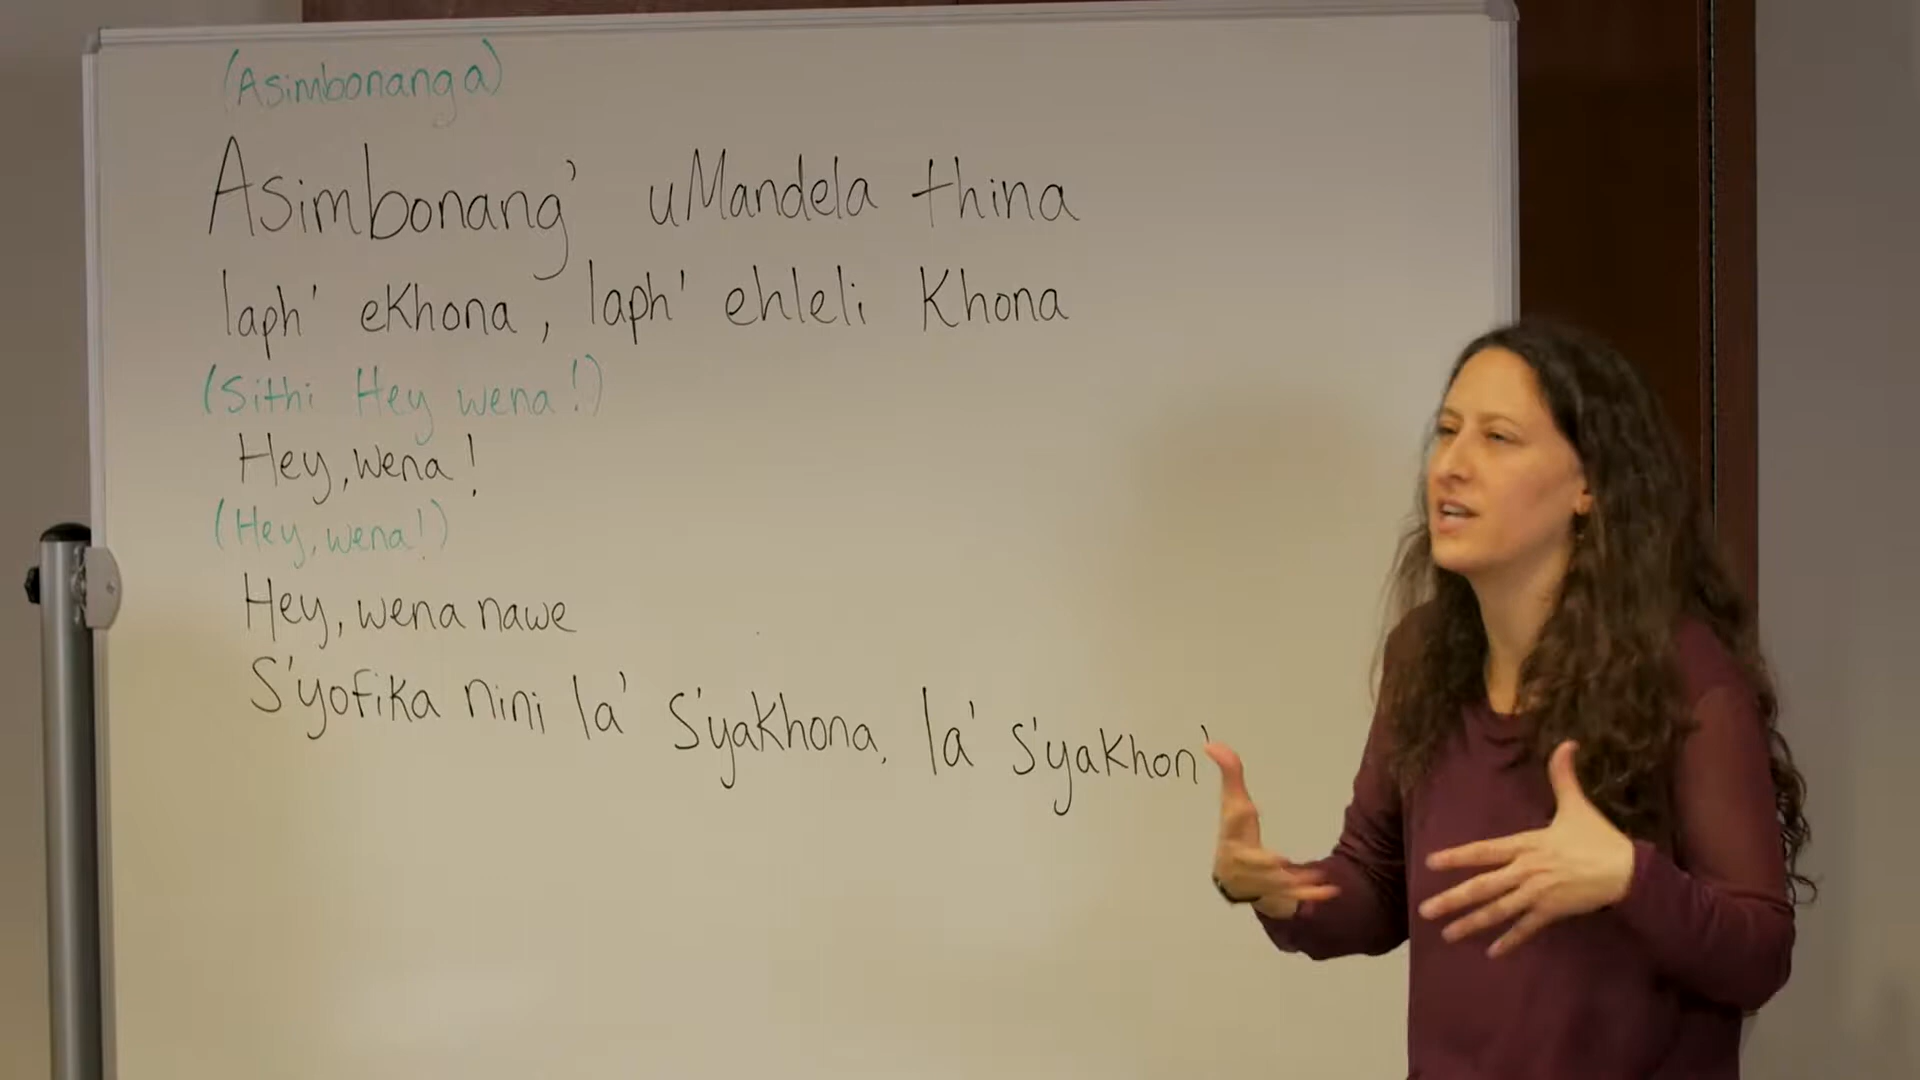 (Asimbonanga)
Asimbonang' uMandela thina
laph' ekhona, laph' ehleli khona
(Sithi Hey wena!)
Hey, wena!
(Hey, wena!)
Hey, wena nawe
S'yofika nini la' s'yakhona, la' s'yakhon'